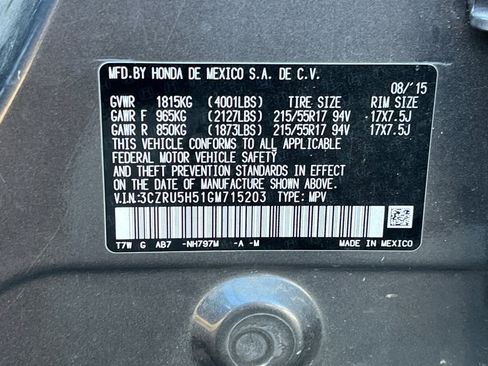 MFD.BY HONDA DE MEXICO S.A. DE C.V.
08/'15
GVWR 1815KG (4001LBS) TIRE SIZE RIM SIZE
GAWR F 965KG (2127LBS) 215/55R17 94V 17X7.5J
GAWR R 850KG (1873LBS) 215/55R17 94V 17X7.5J
THIS VEHICLE CONFORMS TO ALL APPLICABLE
FEDERAL MOTOR VEHICLE SAFETY
AND THEFT PREVENTION STANDARDS IN EFFECT
ON THE DATE OF MANUFACTURE SHOWN ABOVE.
V.I.N:3CZRU5H51GM715203 TYPE: MPV
T7W G AB7 -NH797M -A -M MADE IN MEXICO